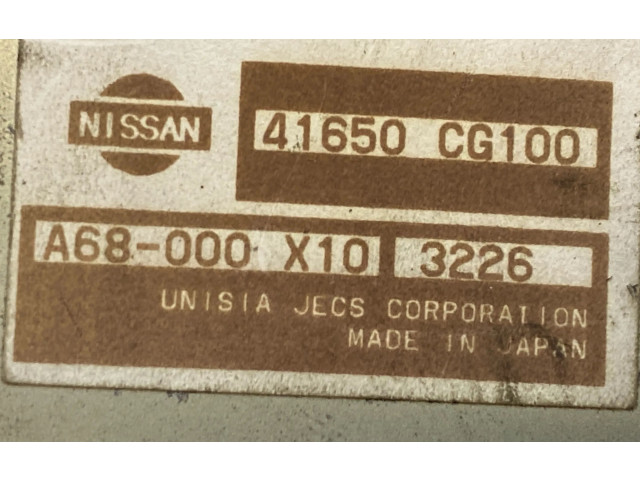 NISSAN
41650 CG100
A68-000 X10 3226
UNISIA JECS CORPORATION
MADE IN JAPAN